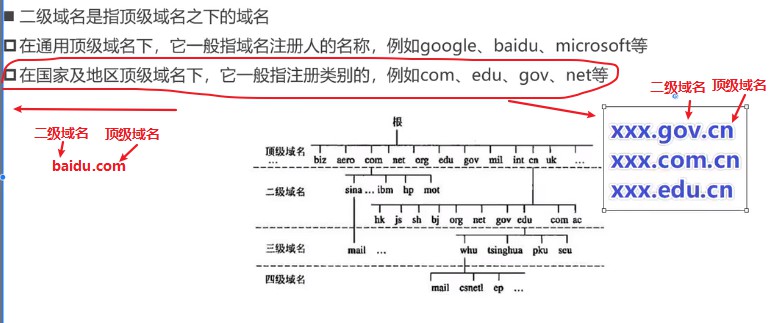 二级域名是指顶级域名之下的域名
在通用顶级域名下，它一般指域名注册人的名称，例如google、baidu、microsoft等
在国家及地区顶级域名下，它一般指注册类别的，例如com、edu、gov、net等
二级域名 顶级域名
xxx.gov.cn
xxx.com.cn
xxx.edu.cn
二级域名 顶级域名
baidu.com
根
顶级域名
... biz aero com net org edu gov mil int cn uk ...
二级域名 sina ... ibm hp mot
hk js sh bj org net gov edu com ac
三级域名 mail ... whu tsinghua pku seu
四级域名 mail csnetl ep ...